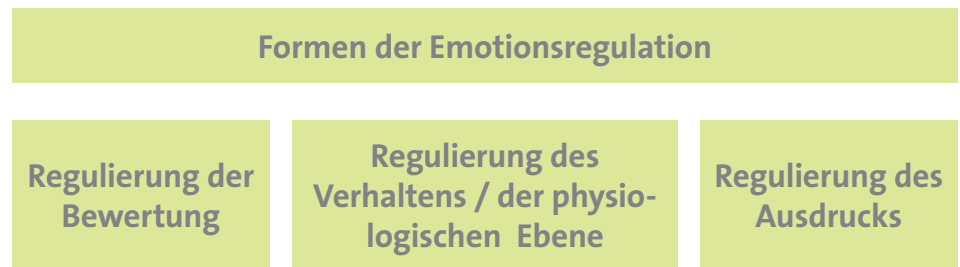 Formen der Emotionsregulation
Regulierung der
Bewertung
Regulierung des
Verhaltens / der physio-
logischen Ebene
Regulierung des
Ausdrucks